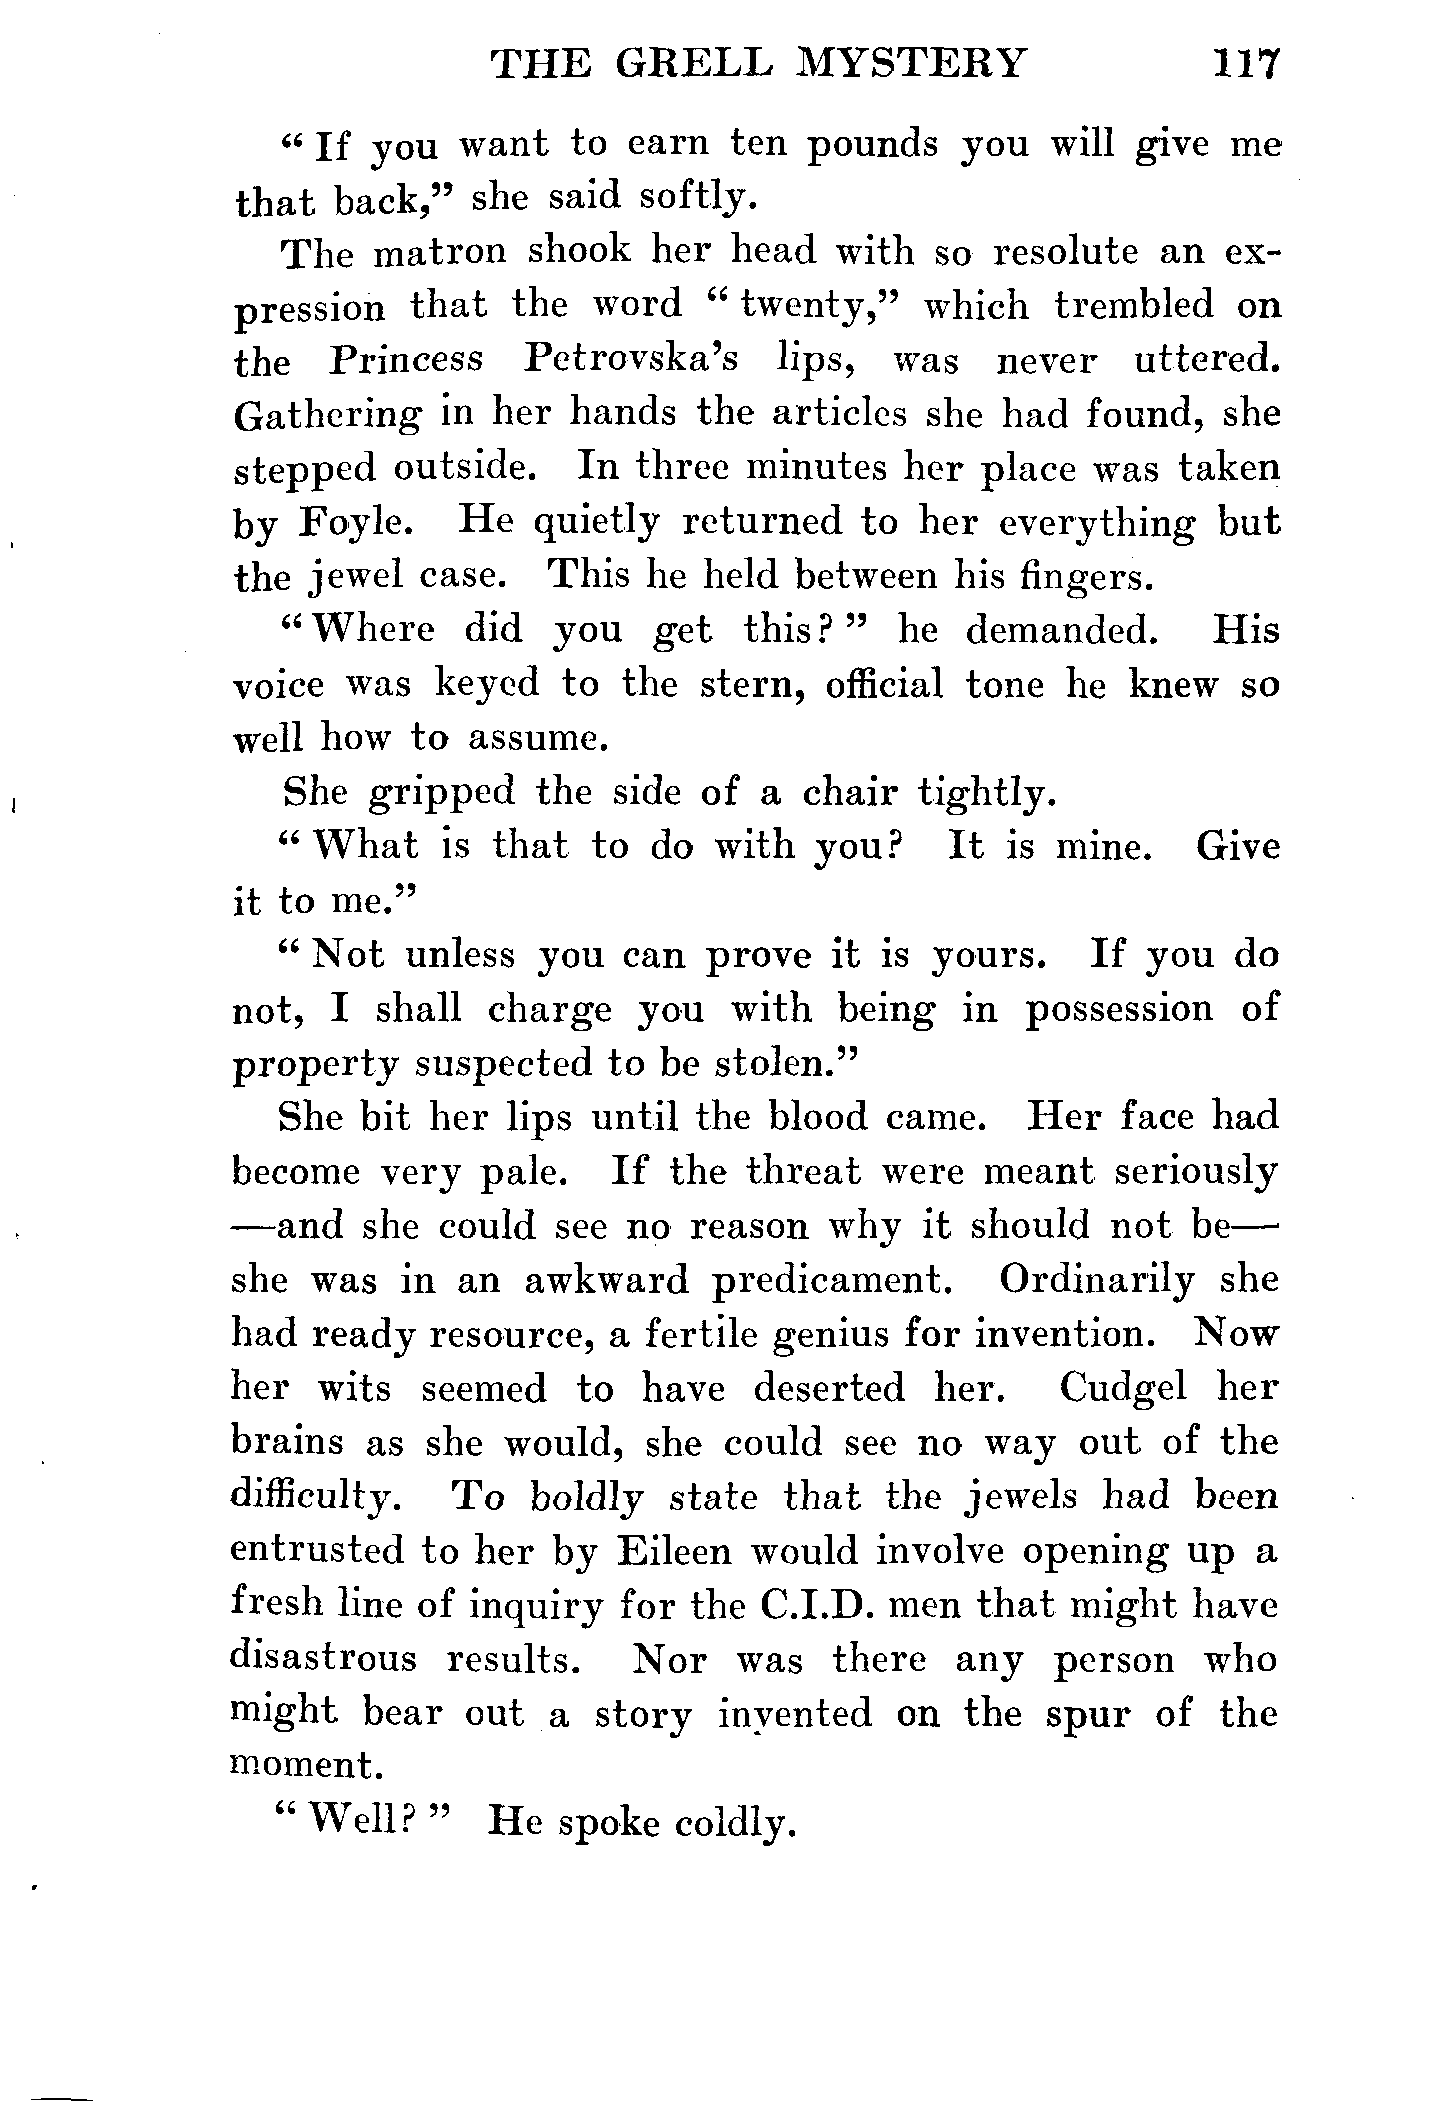 THE GRELL MYSTERY 117
“ If you want to earn ten pounds you will give me
that back,” she said softly.
The matron shook her head with so resolute an ex-
pression that the word “ twenty,” which trembled on
the Princess Petrovska’s lips, was never uttered.
Gathering in her hands the articles she had found, she
stepped outside. In three minutes her place was taken
by Foyle. He quietly returned to her everything but
the jewel case. This he held between his fingers.
“ Where did you get this? ” he demanded. His
voice was keyed to the stern, official tone he knew so
well how to assume.
She gripped the side of a chair tightly.
“ What is that to do with you? It is mine. Give
it to me.”
“ Not unless you can prove it is yours. If you do
not, I shall charge you with being in possession of
property suspected to be stolen.”
She bit her lips until the blood came. Her face had
become very pale. If the threat were meant seriously
—and she could see no reason why it should not be—
she was in an awkward predicament. Ordinarily she
had ready resource, a fertile genius for invention. Now
her wits seemed to have deserted her. Cudgel her
brains as she would, she could see no way out of the
difficulty. To boldly state that the jewels had been
entrusted to her by Eileen would involve opening up a
fresh line of inquiry for the C.I.D. men that might have
disastrous results. Nor was there any person who
might bear out a story invented on the spur of the
moment.
“ Well? ” He spoke coldly.